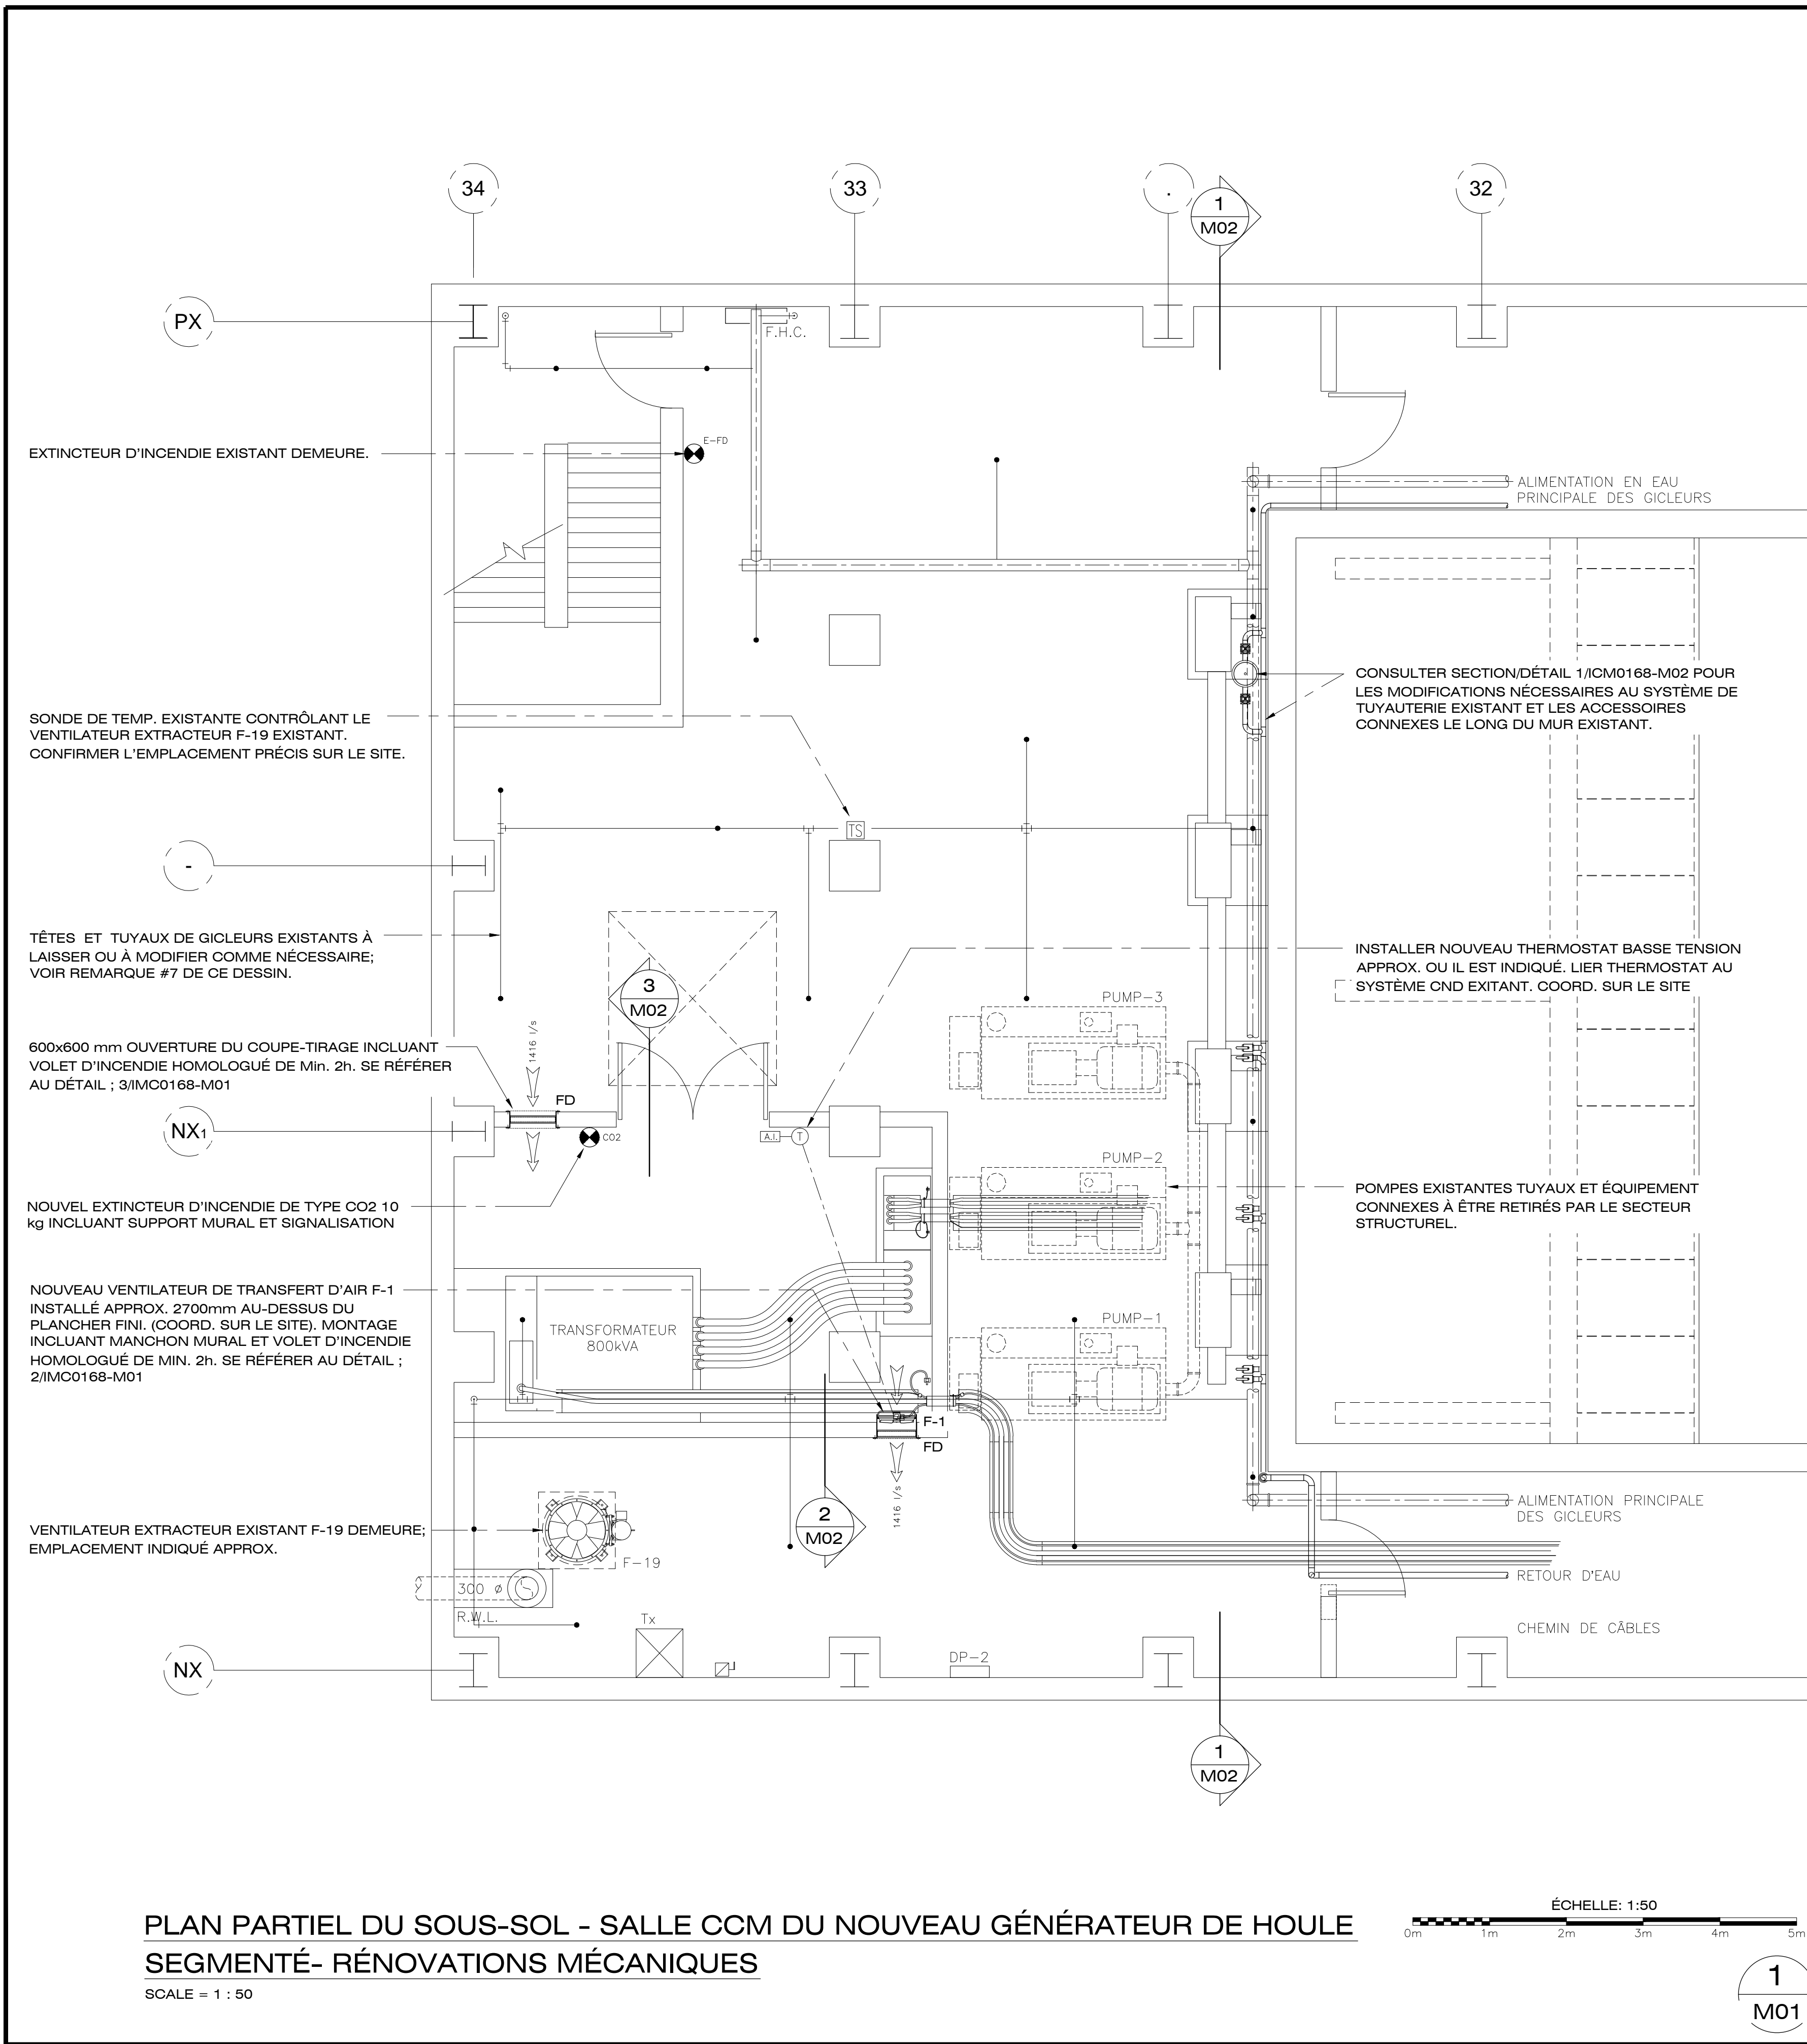 34
33
.
32
1
M02
PX
F.H.C.
E-FD
EXTINCTEUR D'INCENDIE EXISTANT DEMEURE.
ALIMENTATION EN EAU
PRINCIPALE DES GICLEURS
CONSULTER SECTION/DÉTAIL 1/ICM0168-M02 POUR
LES MODIFICATIONS NÉCESSAIRES AU SYSTÈME DE
TUYAUTERIE EXISTANT ET LES ACCESSOIRES
CONNEXES LE LONG DU MUR EXISTANT.
SONDE DE TEMP. EXISTANTE CONTRÔLANT LE
VENTILATEUR EXTRACTEUR F-19 EXISTANT.
CONFIRMER L'EMPLACEMENT PRÉCIS SUR LE SITE.
TS
-
TÊTES ET TUYAUX DE GICLEURS EXISTANTS À
LAISSER OU À MODIFIER COMME NÉCESSAIRE;
VOIR REMARQUE #7 DE CE DESSIN.
INSTALLER NOUVEAU THERMOSTAT BASSE TENSION
APPROX. OU IL EST INDIQUÉ. LIER THERMOSTAT AU
SYSTÈME CND EXITANT. COORD. SUR LE SITE
3
M02
PUMP-3
1416 l/s
600x600 mm OUVERTURE DU COUPE-TIRAGE INCLUANT
VOLET D'INCENDIE HOMOLOGUÉ DE Min. 2h. SE RÉFÉRER
AU DÉTAIL ; 3/IMC0168-M01
FD
NX1
CO2
A.I.
T
PUMP-2
POMPES EXISTANTES TUYAUX ET ÉQUIPEMENT
CONNEXES À ÊTRE RETIRÉS PAR LE SECTEUR
STRUCTUREL.
NOUVEL EXTINCTEUR D'INCENDIE DE TYPE CO2 10
kg INCLUANT SUPPORT MURAL ET SIGNALISATION
NOUVEAU VENTILATEUR DE TRANSFERT D'AIR F-1
INSTALLÉ APPROX. 2700mm AU-DESSUS DU
PLANCHER FINI. (COORD. SUR LE SITE). MONTAGE
INCLUANT MANCHON MURAL ET VOLET D'INCENDIE
HOMOLOGUÉ DE MIN. 2h. SE RÉFÉRER AU DÉTAIL ;
2/IMC0168-M01
TRANSFORMATEUR
800kVA
PUMP-1
F-1
FD
1416 l/s
2
M02
ALIMENTATION PRINCIPALE
DES GICLEURS
VENTILATEUR EXTRACTEUR EXISTANT F-19 DEMEURE;
EMPLACEMENT INDIQUÉ APPROX.
F-19
300 ø
R.W.L.
RETOUR D'EAU
Tx
CHEMIN DE CÂBLES
DP-2
NX
1
M02
PLAN PARTIEL DU SOUS-SOL - SALLE CCM DU NOUVEAU GÉNÉRATEUR DE HOULE
SEGMENTÉ- RÉNOVATIONS MÉCANIQUES
SCALE = 1 : 50
ÉCHELLE: 1:50
0m 1m 2m 3m 4m 5m
1
M01